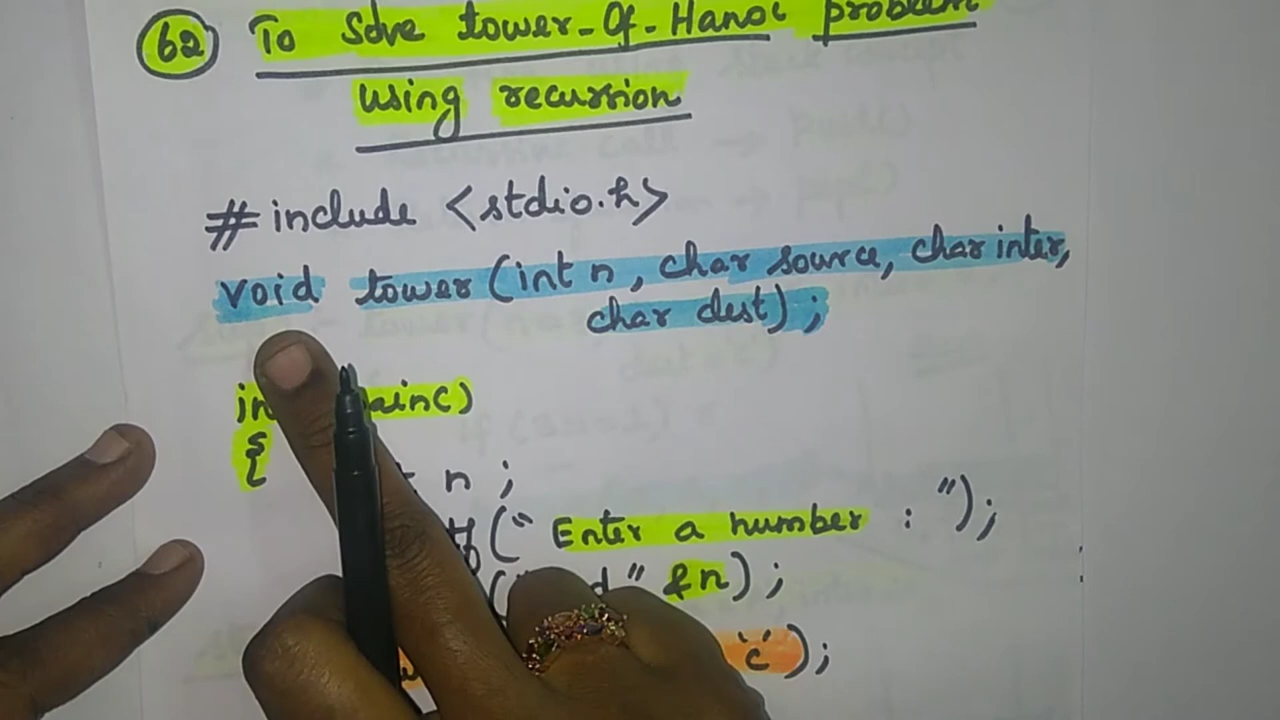 62 To Solve tower-Of-Hanoi problem
using recursion
# include <stdio.h>
void tower (int n, char source, char inter,
char dest);
{
n ;
(" Enter a number : ");
" &n);
'c');